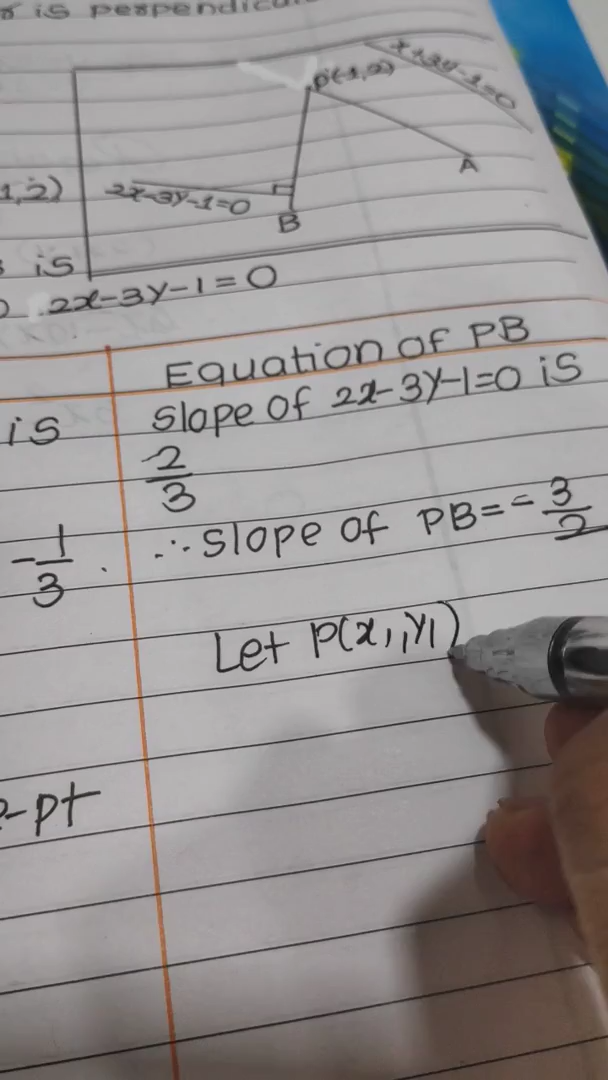 r is perpendicul
P(-1,2)
x+3y-1=0
A
1,2)
2x-3y-1=0
B
is
2x-3y-1=0
Equation of PB
is
slope of 2x-3y-1=0 is
2/3
-1/3
∴ slope of PB = -3/2
Let P(x1,y1)
-pt